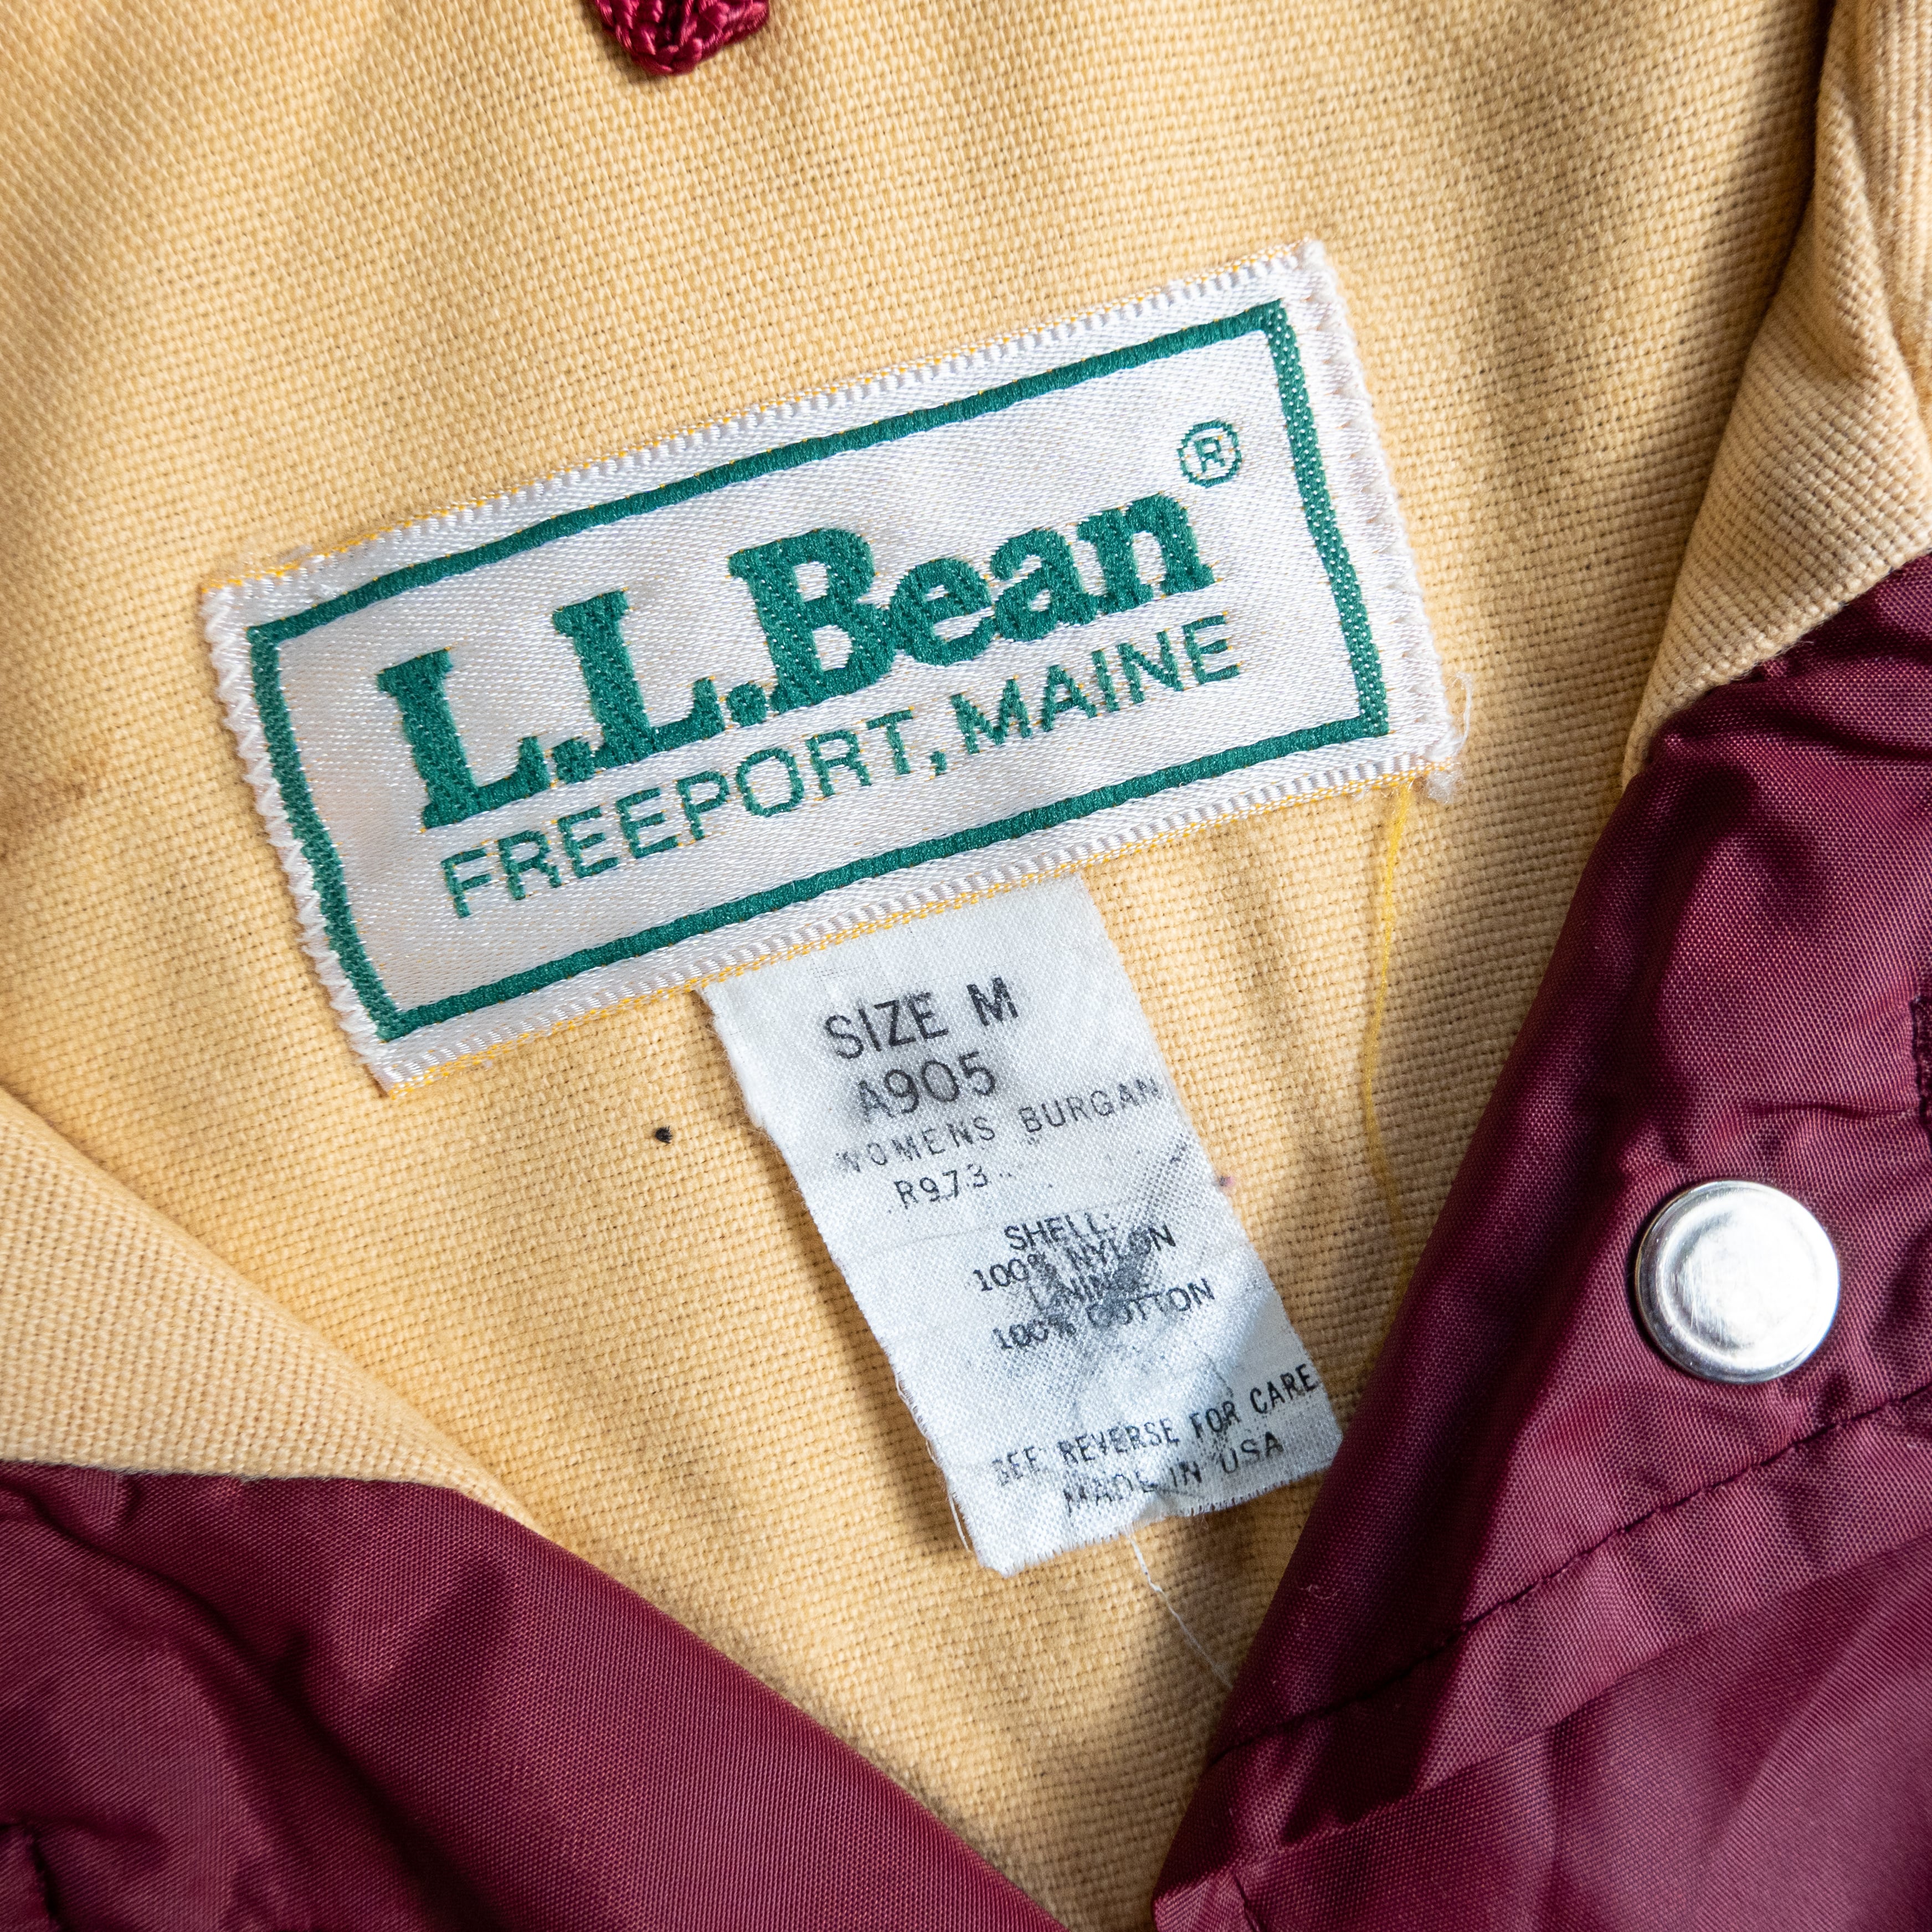 L.L.Bean®
FREEPORT, MAINE
SIZE M
A905
WOMENS BURGAN
R973
SHELL:
100% NYLON
LINING
100% COTTON
SEE REVERSE FOR CARE
MADE IN USA